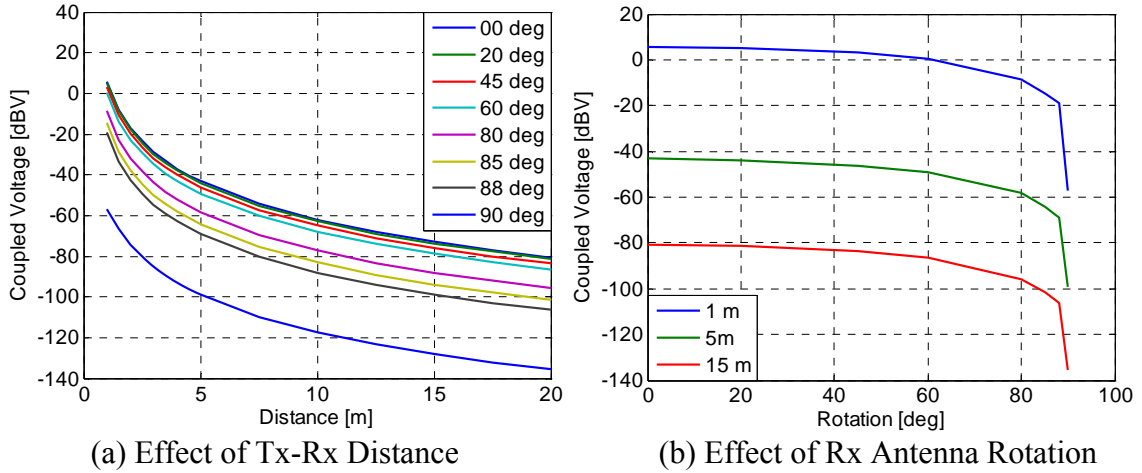 40
20
0
-20
-40
-60
-80
-100
-120
-140
0
5
10
15
20
Coupled Voltage [dBV]
Distance [m]
00 deg
20 deg
45 deg
60 deg
80 deg
85 deg
88 deg
90 deg
(a) Effect of Tx-Rx Distance
20
0
-20
-40
-60
-80
-100
-120
-140
0
20
40
60
80
100
Coupled Voltage [dBV]
Rotation [deg]
1 m
5m
15 m
(b) Effect of Rx Antenna Rotation